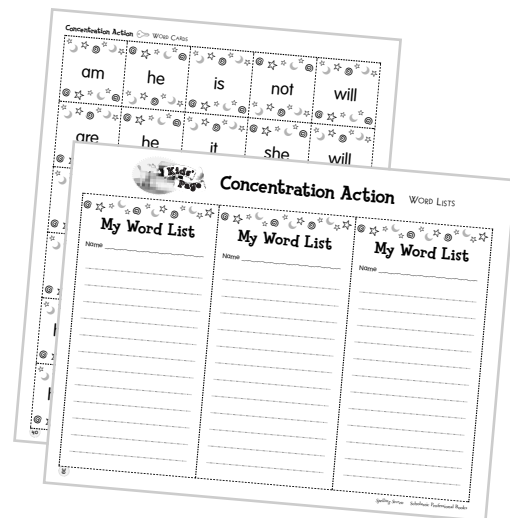 Concentration Action WORD CARDS
am he is not will
are he it she will
Kids' Page
Concentration Action WORD LISTS
My Word List My Word List My Word List
Name Name Name
Scholastic Professional Books